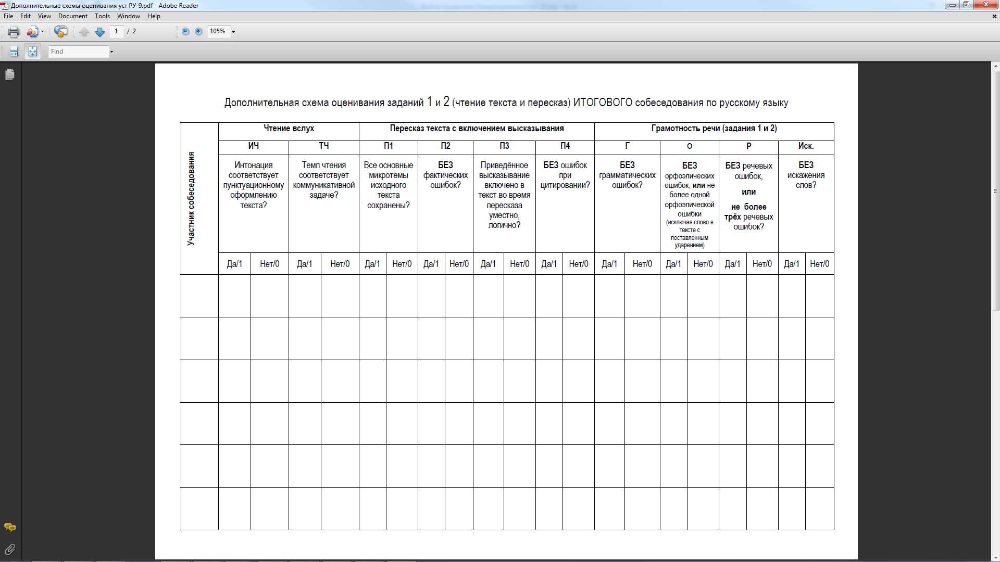 Дополнительные схемы оценивания уст РУ-9.pdf - Adobe Reader
File Edit View Document Tools Window Help
1 / 2 105%
Find
Дополнительная схема оценивания заданий 1 и 2 (чтение текста и пересказ) ИТОГОВОГО собеседования по русскому языку
Участник собеседования
Чтение вслух
Пересказ текста с включением высказывания
Грамотность речи (задания 1 и 2)
ИЧ ТЧ П1 П2 П3 П4 Г О Р Иск.
Интонация
соответствует
пунктуационному
оформлению
текста?
Темп чтения
соответствует
коммуникативной
задаче?
Все основные
микротемы
исходного
текста
сохранены?
БЕЗ
фактических
ошибок?
Приведённое
высказывание
включено в
текст во время
пересказа
уместно,
логично?
БЕЗ ошибок
при
цитировании?
БЕЗ
грамматических
ошибок?
БЕЗ
орфоэпических
ошибок, или не
более одной
орфоэпической
ошибки
(исключая слово в
тексте с
поставленным
ударением)
БЕЗ речевых
ошибок,
или
не более
трёх речевых
ошибок?
БЕЗ
искажения
слов?
Да/1 Нет/0 Да/1 Нет/0 Да/1 Нет/0 Да/1 Нет/0 Да/1 Нет/0 Да/1 Нет/0 Да/1 Нет/0 Да/1 Нет/0 Да/1 Нет/0 Да/1 Нет/0